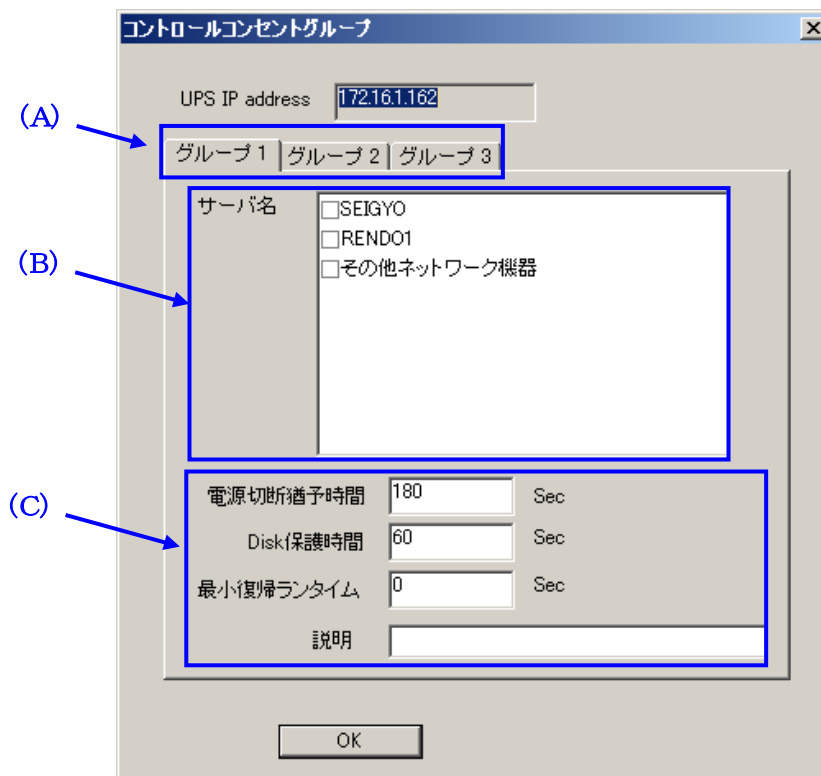 コントロールコンセントグループ
UPS IP address 172.16.1.162
(A)
グループ 1 グループ 2 グループ 3
サーバ名
SEIGYO
RENDO1
その他ネットワーク機器
(B)
(C)
電源切断猶予時間 180 Sec
Disk保護時間 60 Sec
最小復帰ランタイム 0 Sec
説明
OK